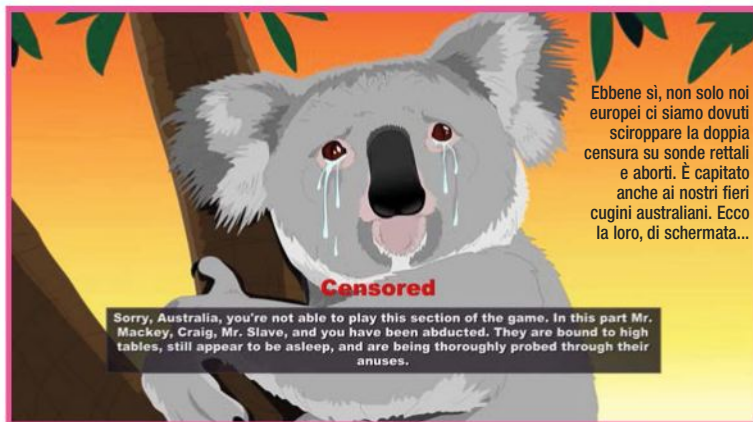 Ebbene sì, non solo noi
europei ci siamo dovuti
sciroppare la doppia
censura su sonde rettali
e aborti. È capitato
anche ai nostri fieri
cugini australiani. Ecco
la loro, di schermata...
Censored
Sorry, Australia, you're not able to play this section of the game. In this part Mr.
Mackey, Craig, Mr. Slave, and you have been abducted. They are bound to high
tables, still appear to be asleep, and are being thoroughly probed through their
anuses.